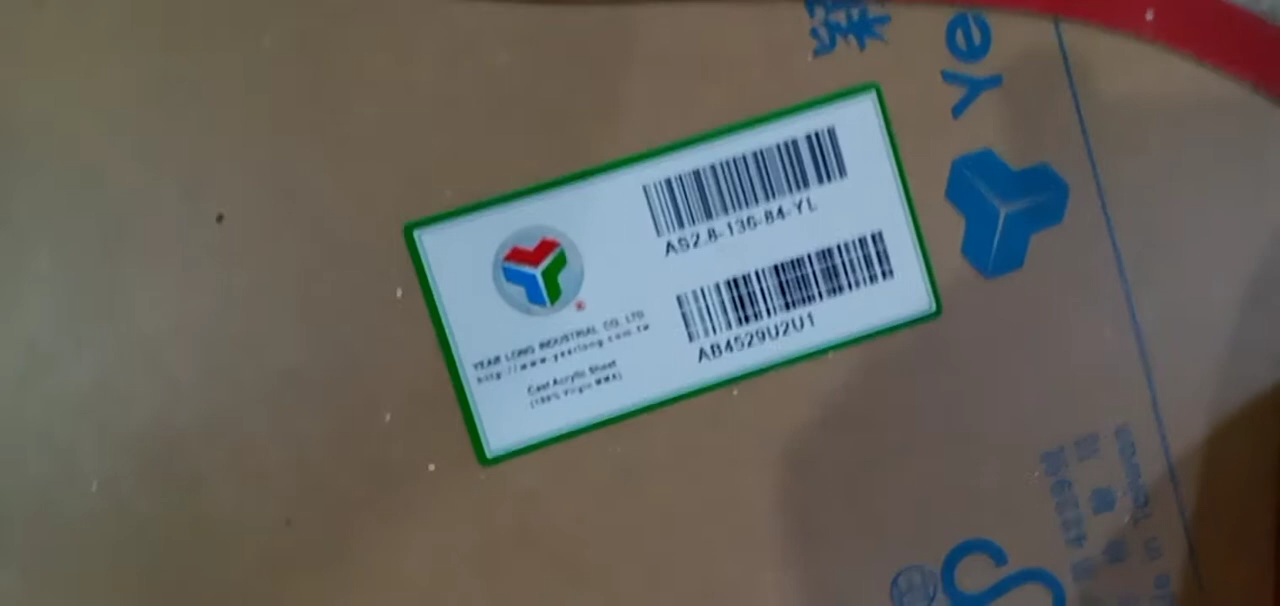 AS2.8-136-84-YL
AB4529U2U1
YEAR LONG INDUSTRIAL CO. LTD
http://www.yearlong.com.tw
Cast Acrylic Sheet
(100% Virgin MMA)
Ye